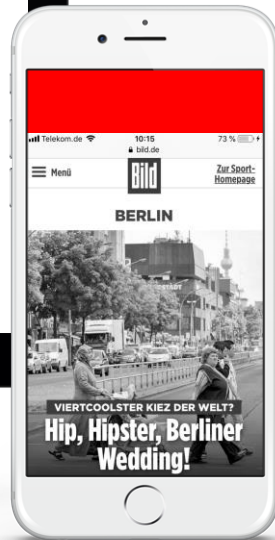 Telekom.de 10:15 73 %
bild.de
Menü Bild Zur Sport-
Homepage
BERLIN
VIERTCOOLSTER KIEZ DER WELT?
Hip, Hipster, Berliner
Wedding!